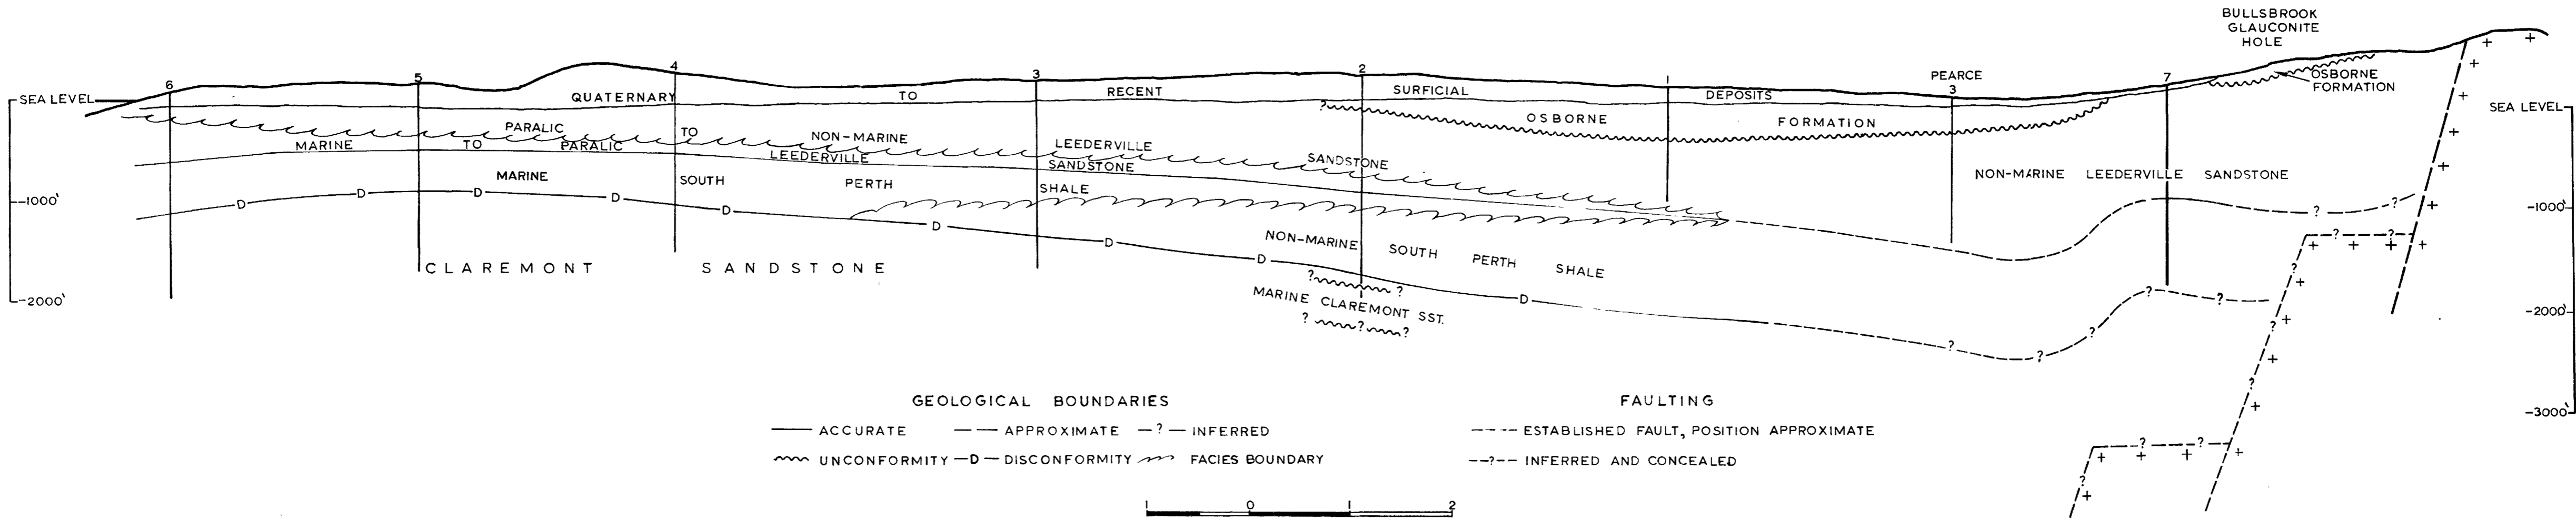 BULLSBROOK
GLAUCONITE
HOLE
6
5
4
3
2
1
PEARCE
3
7
OSBORNE
FORMATION
SEA LEVEL
SEA LEVEL
QUATERNARY TO RECENT SURFICIAL DEPOSITS
? OSBORNE FORMATION
PARALIC TO NON-MARINE LEEDERVILLE SANDSTONE
MARINE TO PARALIC LEEDERVILLE SANDSTONE
NON-MARINE LEEDERVILLE SANDSTONE
MARINE SOUTH PERTH SHALE
-1000'
D D D D D D D D D
? ?
-1000'
NON-MARINE SOUTH PERTH SHALE
CLAREMONT SANDSTONE
-2000'
? ?
MARINE CLAREMONT SST.
? ? ?
? ? ? ? ?
? ?
? ? ?
-2000'
-3000'
? ? ?
GEOLOGICAL BOUNDARIES
ACCURATE APPROXIMATE ? INFERRED
UNCONFORMITY D DISCONFORMITY FACIES BOUNDARY
FAULTING
ESTABLISHED FAULT, POSITION APPROXIMATE
? INFERRED AND CONCEALED
1 0 1 2